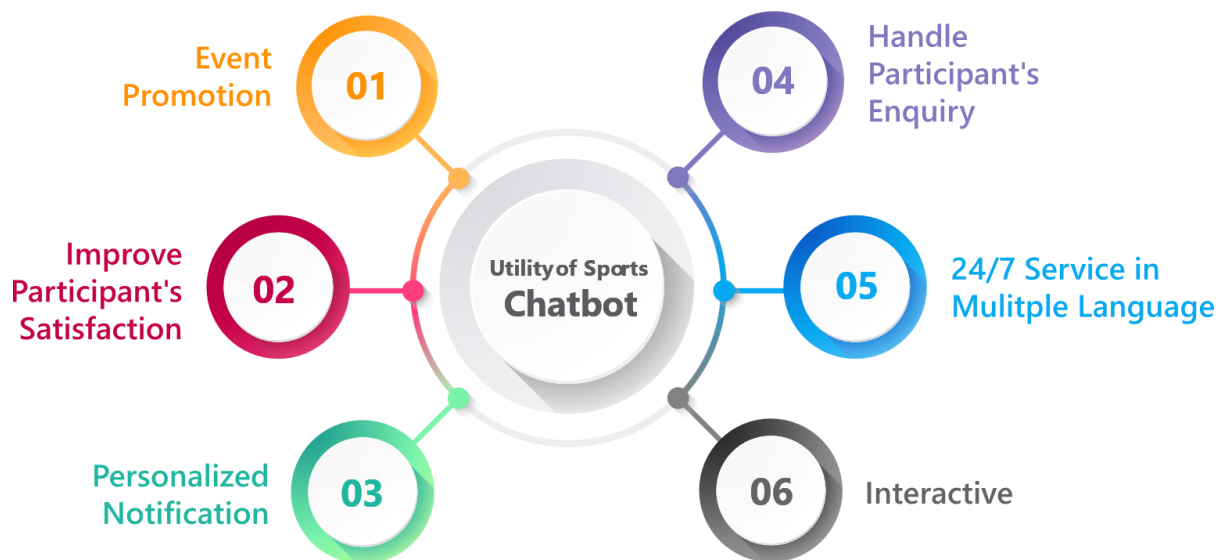 Event
Promotion
01
Improve
Participant's
Satisfaction
02
Personalized
Notification
03
Utility of Sports
Chatbot
04
Handle
Participant's
Enquiry
05
24/7 Service in
Mulitple Language
06
Interactive